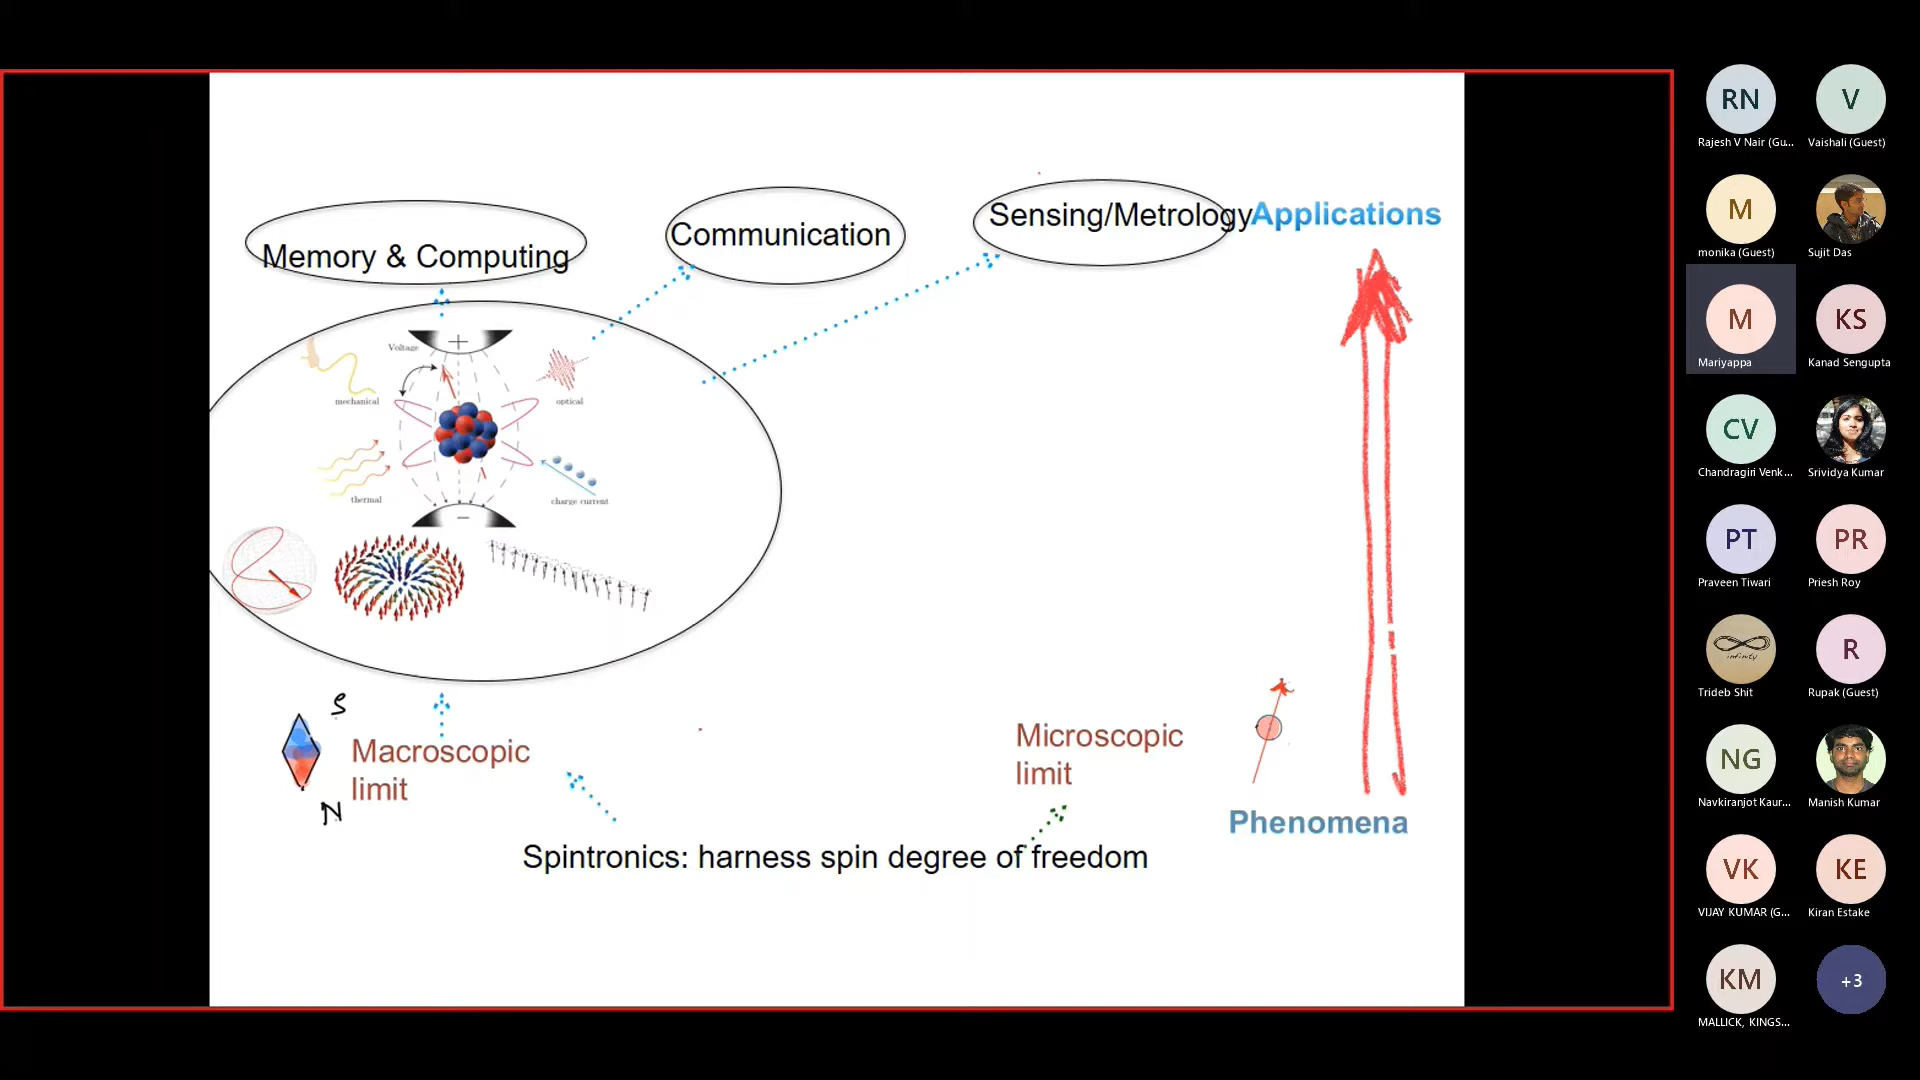 Memory & Computing
Communication
Sensing/Metrology
Applications
Voltage
+
mechanical
optical
thermal
charge current
−
S
Macroscopic
limit
N
Microscopic
limit
Phenomena
Spintronics: harness spin degree of freedom
RN
Rajesh V Nair (Gu...
V
Vaishali (Guest)
M
monika (Guest)
Sujit Das
M
Mariyappa
KS
Kanad Sengupta
CV
Chandragiri Venk...
Srividya Kumar
PT
Praveen Tiwari
PR
Priesh Roy
infinity
Trideb Shit
R
Rupak (Guest)
NG
Navkiranjot Kaur...
Manish Kumar
VK
VIJAY KUMAR (G...
KE
Kiran Estake
KM
MALLICK, KINGS...
+3